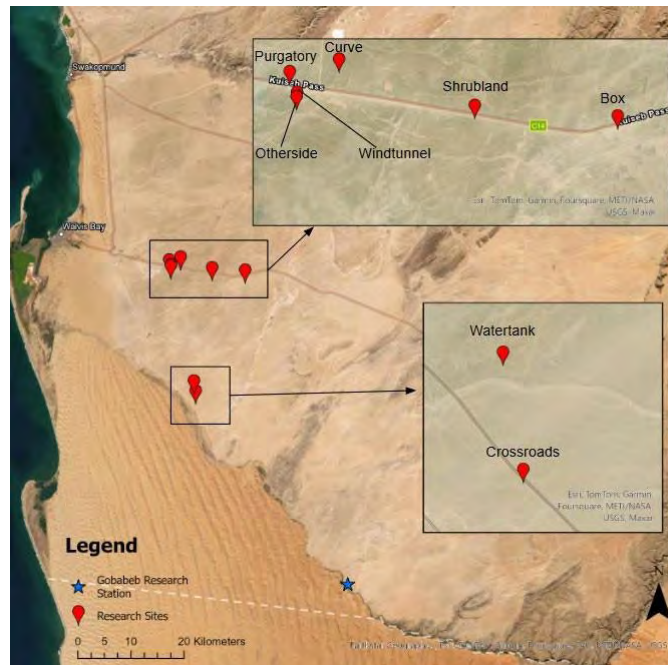 Swakopmund
Walvis Bay
Purgatory
Curve
Kuiseb Pass
Shrubland
Box
Kuiseb Pass
C14
Otherside
Windtunnel
Esri, TomTom, Garmin, Foursquare, METI/NASA
USGS, Maxar
Watertank
Crossroads
Esri, TomTom, Garmin
Foursquare, METI/NASA
USGS, Maxar
Legend
Gobabeb Research
Station
Research Sites
0 5 10 20 Kilometers
N